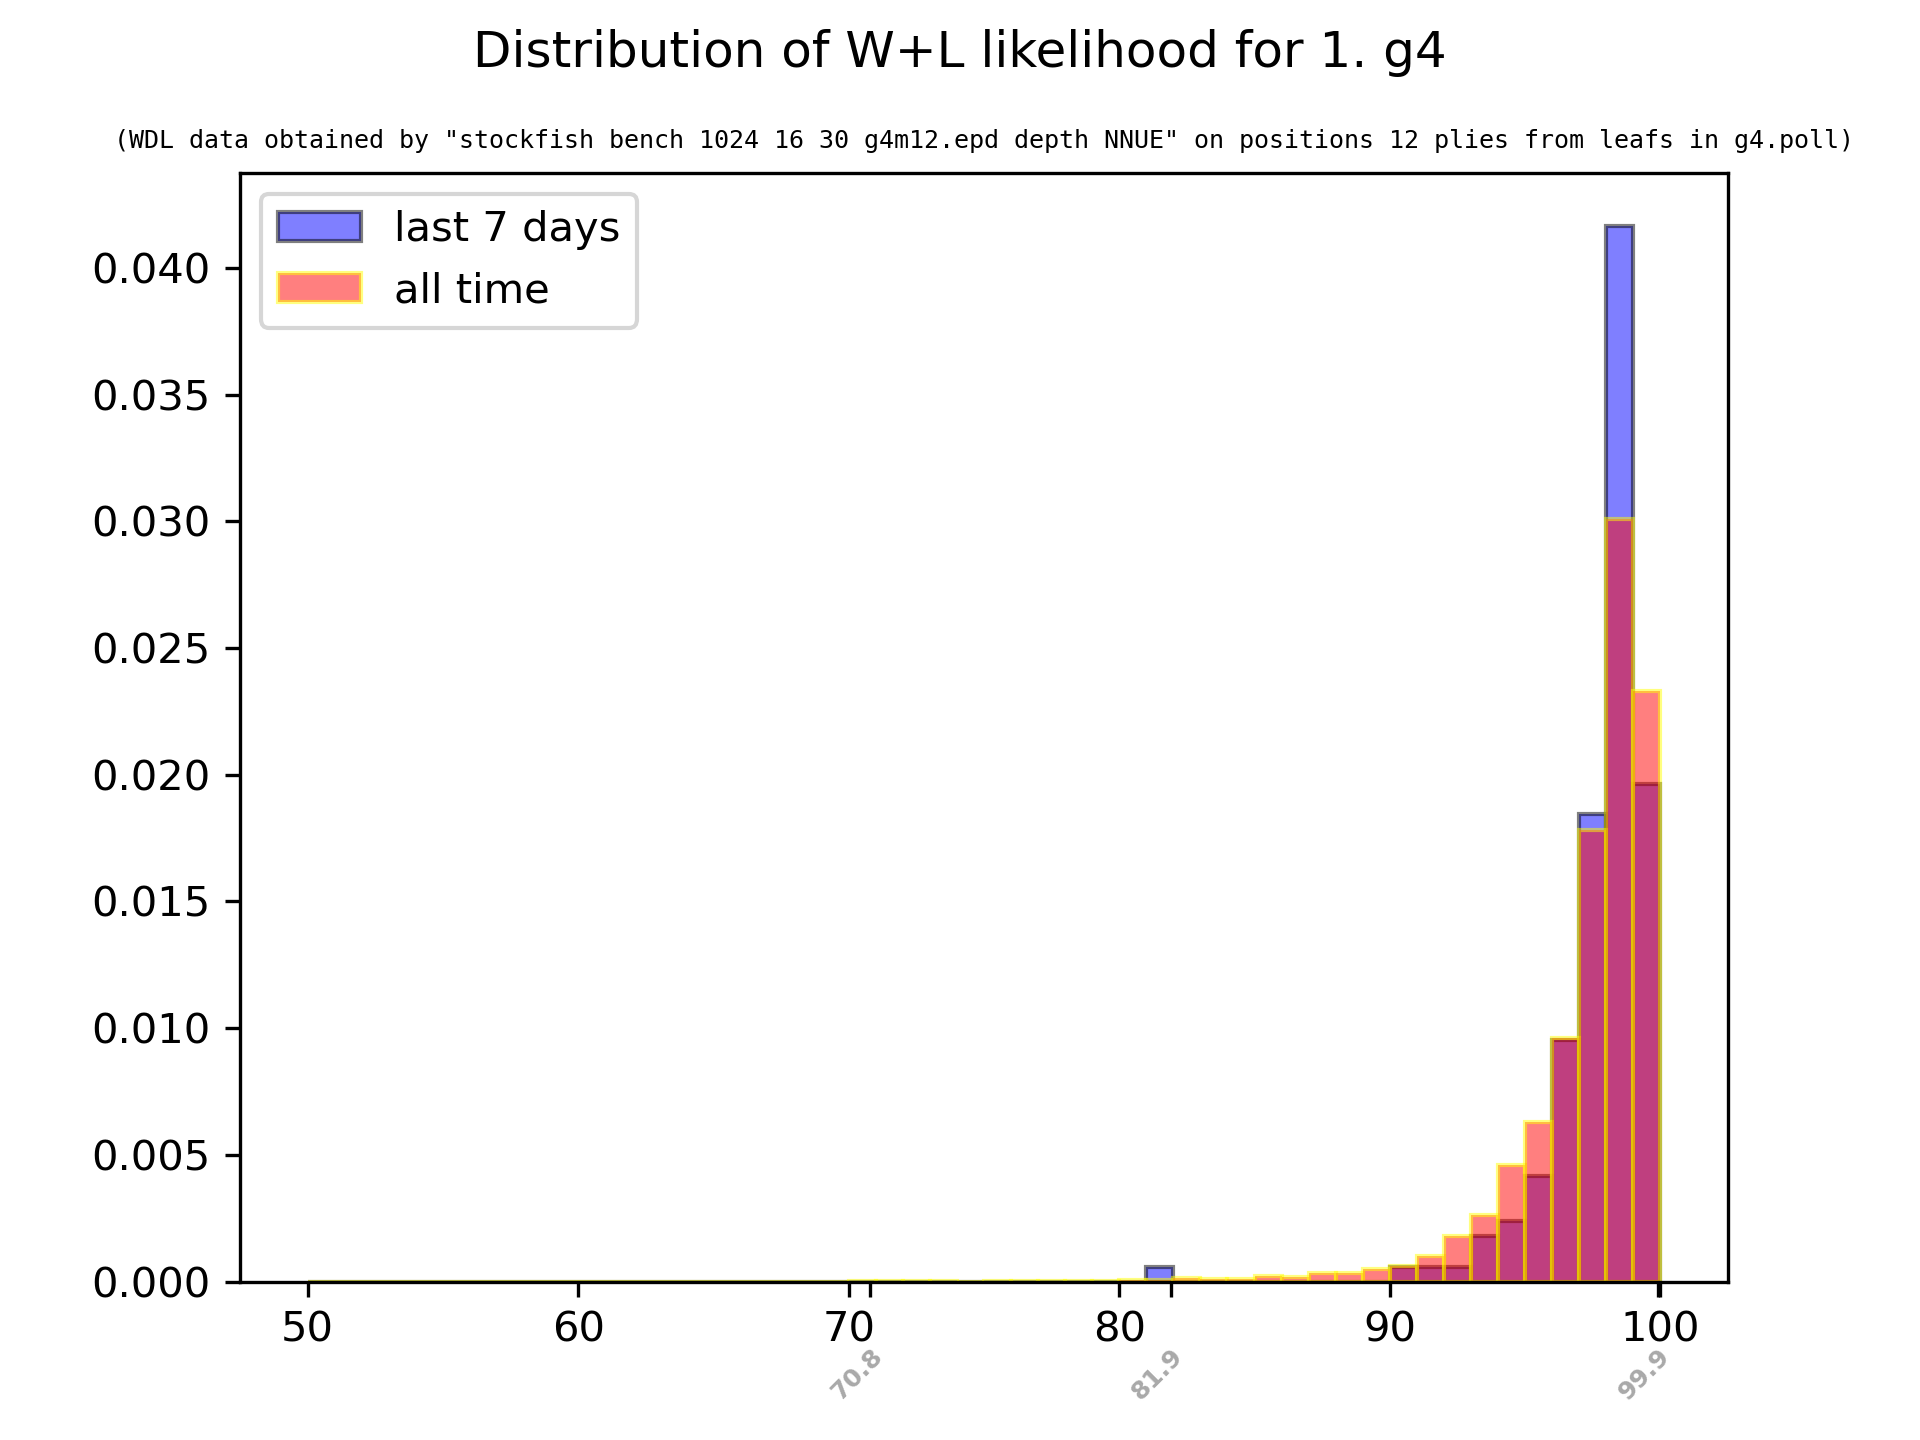 Distribution of W+L likelihood for 1. g4
(WDL data obtained by "stockfish bench 1024 16 30 g4m12.epd depth NNUE" on positions 12 plies from leafs in g4.poll)
last 7 days
all time
0.040
0.035
0.030
0.025
0.020
0.015
0.010
0.005
0.000
50 60 70 80 90 100
70.8 81.9 99.9